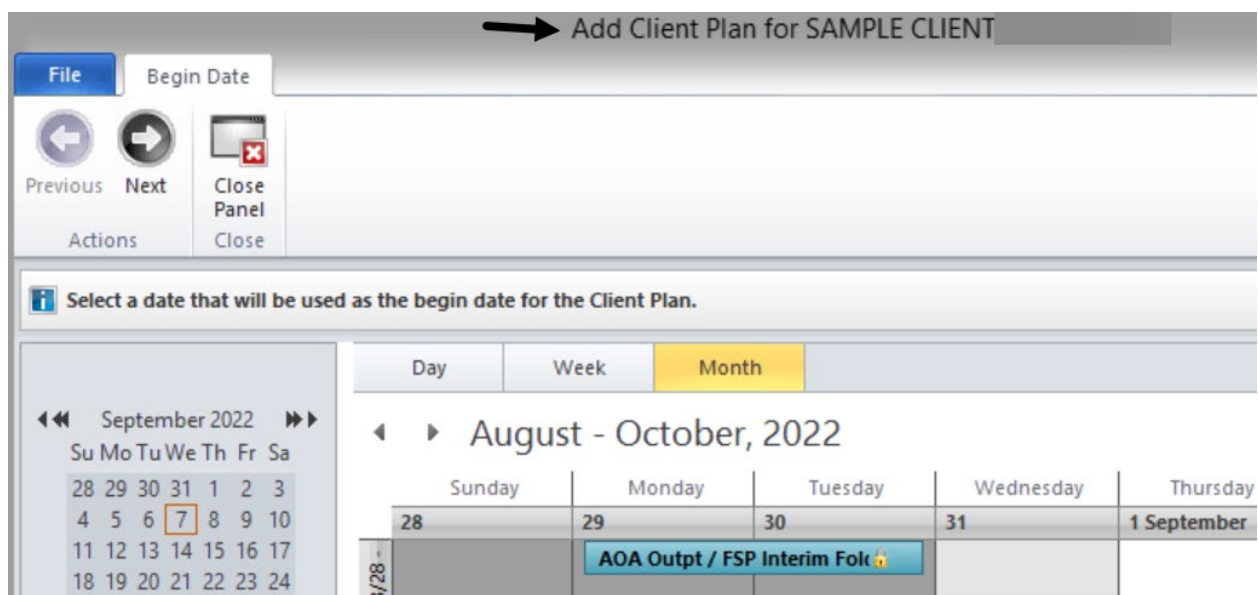 Add Client Plan for SAMPLE CLIENT
File Begin Date
Previous Next Close
Panel
Actions Close
Select a date that will be used as the begin date for the Client Plan.
Day Week Month
September 2022
August - October, 2022
Su Mo Tu We Th Fr Sa
Sunday Monday Tuesday Wednesday Thursday
28 29 30 31 1 2 3
4 5 6 7 8 9 10
28 29 30 31 1 September
11 12 13 14 15 16 17
AOA Outpt / FSP Interim Folc
18 19 20 21 22 23 24